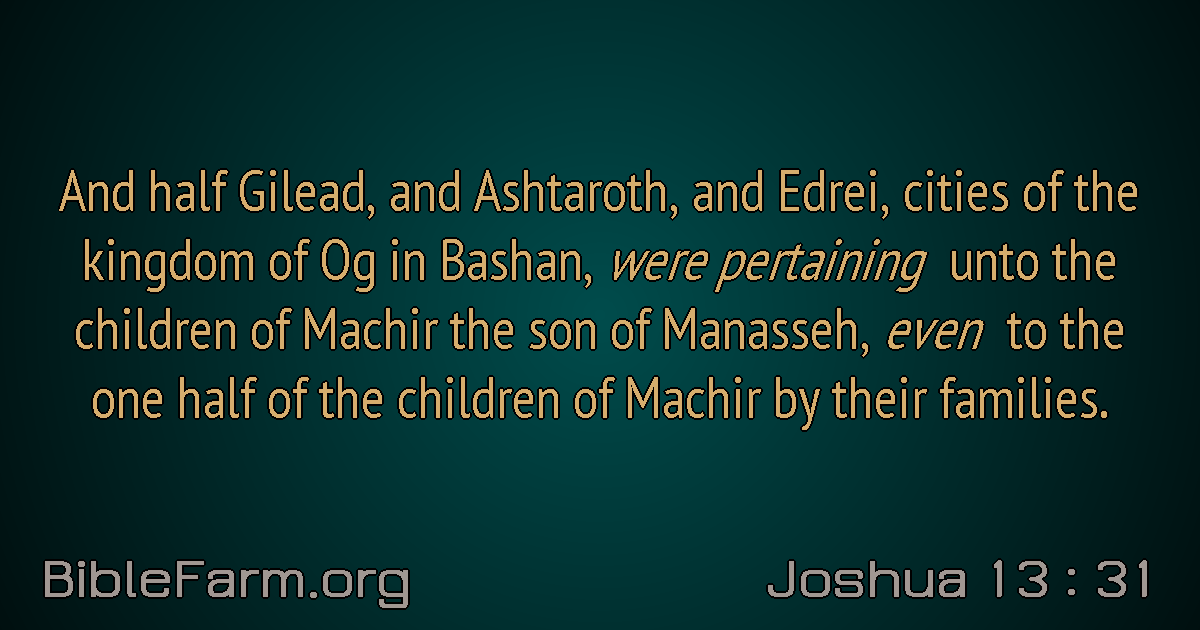 And half Gilead, and Ashtaroth, and Edrei, cities of the
kingdom of Og in Bashan, were pertaining unto the
children of Machir the son of Manasseh, even to the
one half of the children of Machir by their families.
BibleFarm.org
Joshua 13 : 31